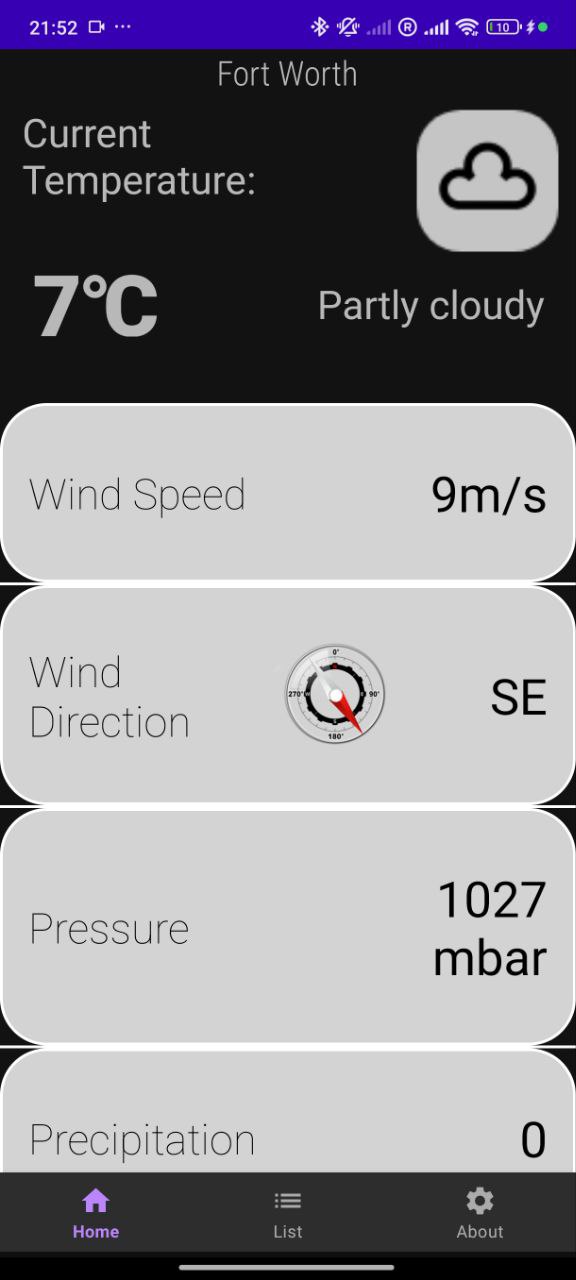 21:52 ... R 10
Fort Worth
Current
Temperature:
7°C
Partly cloudy
Wind Speed
9m/s
Wind
Direction
0°
270°
90°
180°
SE
Pressure
1027
mbar
Precipitation
0
Home
List
About